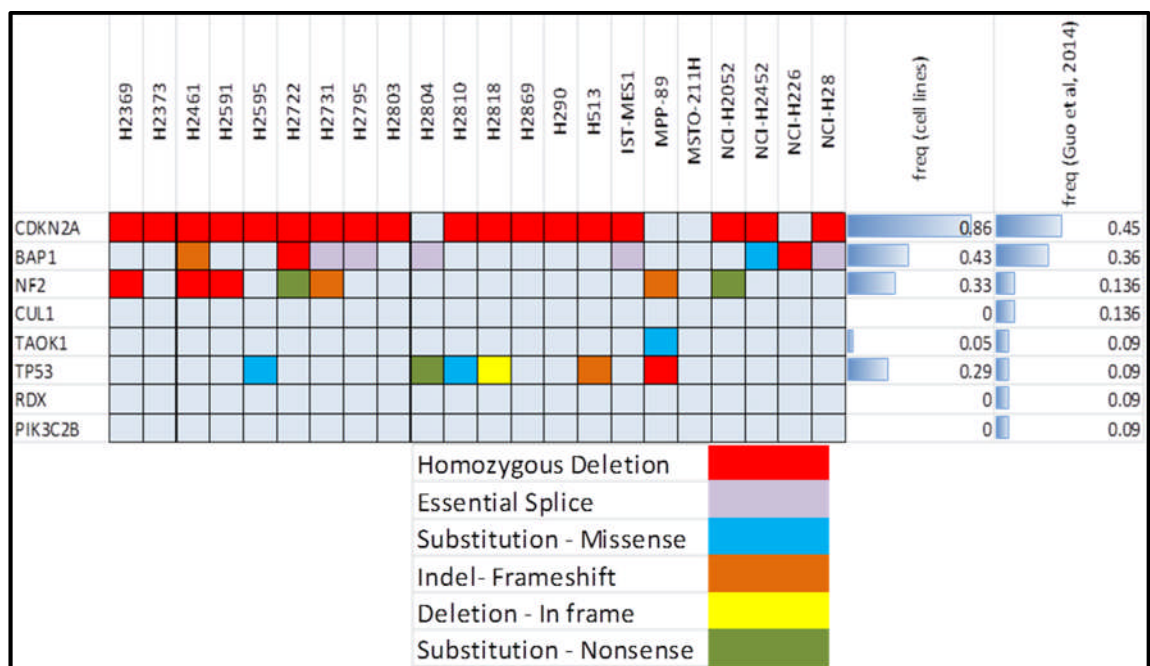 H2369 H2373 H2461 H2591 H2595 H2722 H2731 H2795 H2803 H2804 H2810 H2818 H2869 H290 H513 IST-MES1 MPP-89 MSTO-211H NCI-H2052 NCI-H2452 NCI-H226 NCI-H28 freq (cell lines) freq (Guo et al, 2014)
CDKN2A 0.86 0.45
BAP1 0.43 0.36
NF2 0.33 0.136
CUL1 0 0.136
TAOK1 0.05 0.09
TP53 0.29 0.09
RDX 0 0.09
PIK3C2B 0 0.09
Homozygous Deletion
Essential Splice
Substitution - Missense
Indel- Frameshift
Deletion - In frame
Substitution - Nonsense